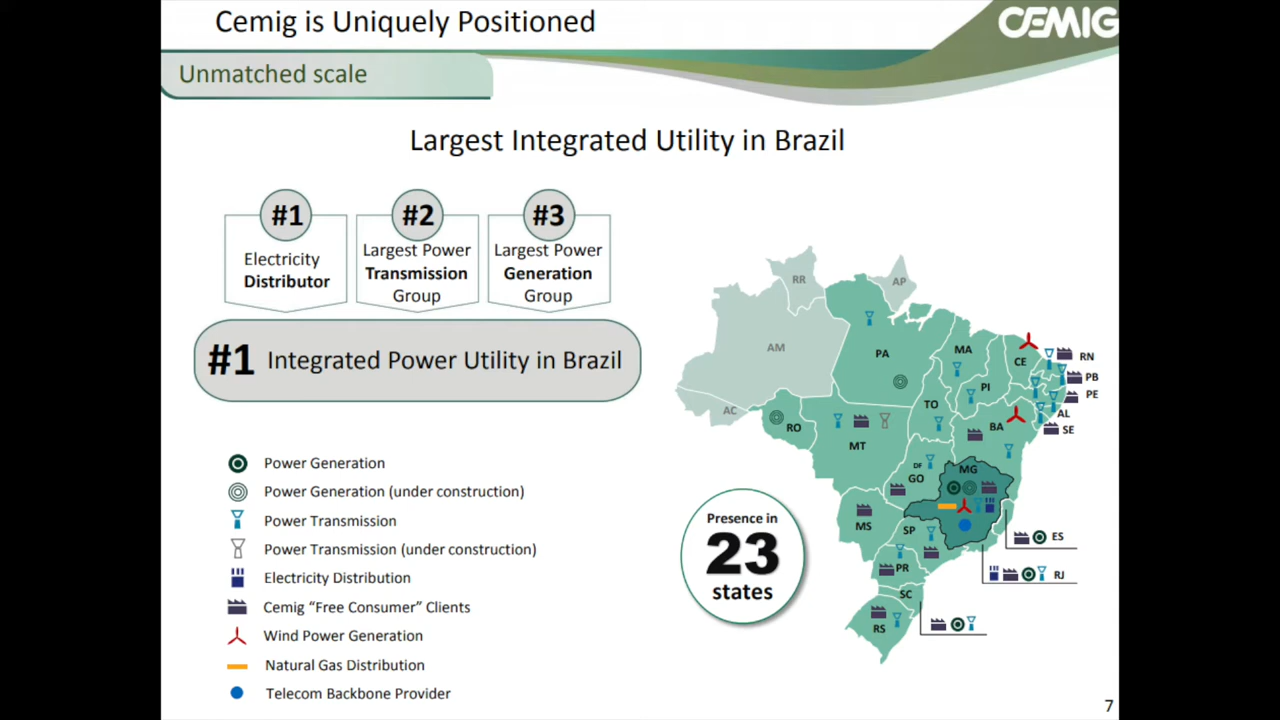 Cemig is Uniquely Positioned
CEMIG
Unmatched scale
Largest Integrated Utility in Brazil
#1
Electricity
Distributor
#2
Largest Power
Transmission
Group
#3
Largest Power
Generation
Group
#1 Integrated Power Utility in Brazil
Power Generation
Power Generation (under construction)
Power Transmission
Power Transmission (under construction)
Electricity Distribution
Cemig “Free Consumer” Clients
Wind Power Generation
Natural Gas Distribution
Telecom Backbone Provider
Presence in
23
states
RR
AP
AM
PA
MA
CE
RN
PB
PE
AL
SE
PI
TO
AC
RO
MT
BA
DF
GO
MG
MS
SP
ES
RJ
PR
SC
RS
7